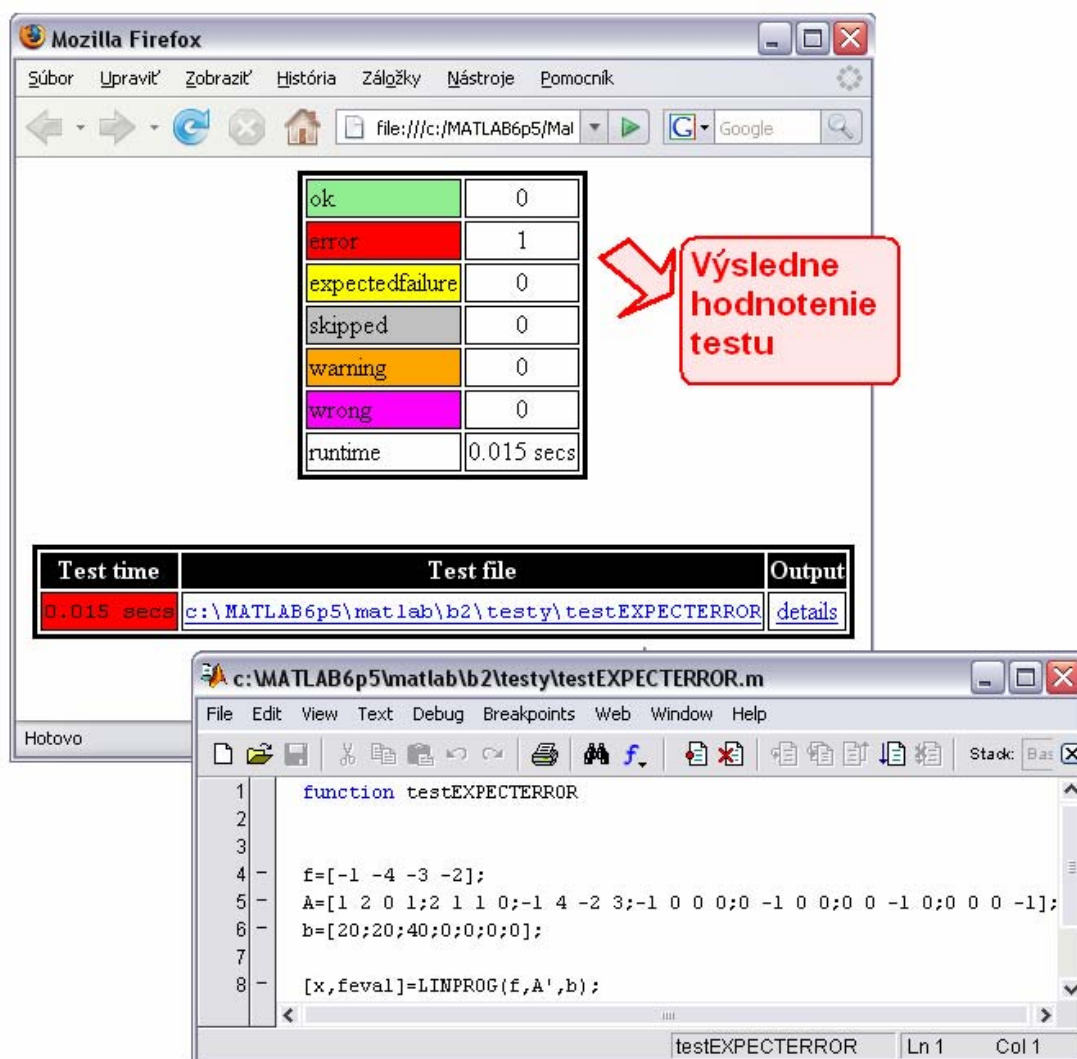 Mozilla Firefox
Súbor Upraviť Zobraziť História Záložky Nástroje Pomocník
file:///c:/MATLAB6p5/Mal G Google
ok 0
error 1
expectedfailure 0
skipped 0
warning 0
wrong 0
runtime 0.015 secs
Výsledne
hodnotenie
testu
Test time Test file Output
0.015 secs c:\MATLAB6p5\matlab\b2\testy\testEXPECTERROR details
Hotovo
c:\MATLAB6p5\matlab\b2\testy\testEXPECTERROR.m
File Edit View Text Debug Breakpoints Web Window Help
Stack: Bas
1 function testEXPECTERROR
2
3
4 - f=[-1 -4 -3 -2];
5 - A=[1 2 0 1;2 1 1 0;-1 4 -2 3;-1 0 0 0;0 -1 0 0;0 0 -1 0;0 0 0 -1];
6 - b=[20;20;40;0;0;0;0];
7
8 - [x,feval]=LINPROG(f,A',b);
testEXPECTERROR Ln 1 Col 1